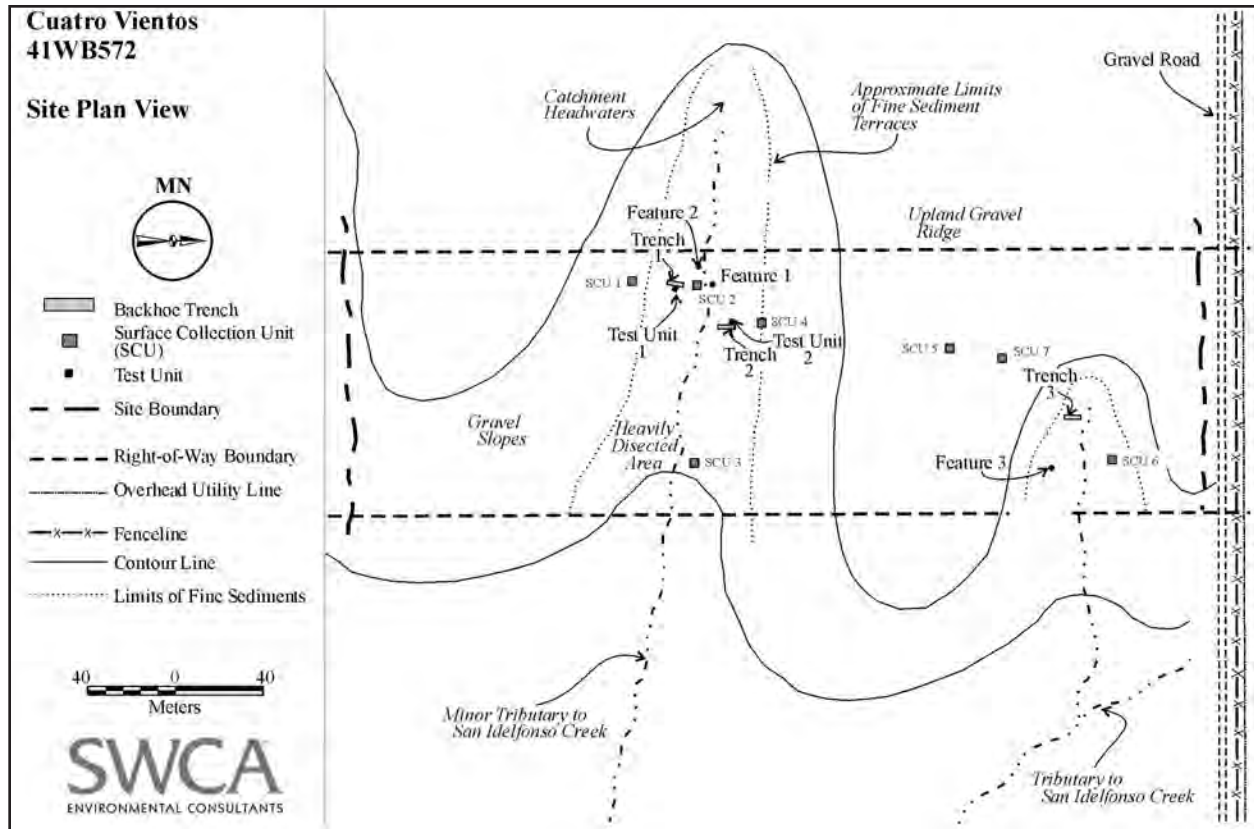 Cuatro Vientos
41WB572
Site Plan View
MN
Backhoe Trench
Surface Collection Unit
(SCU)
Test Unit
Site Boundary
Right-of-Way Boundary
Overhead Utility Line
x x Fenceline
Contour Line
Limits of Fine Sediments
40 0 40
Meters
SWCA
ENVIRONMENTAL CONSULTANTS
Catchment
Headwaters
Approximate Limits
of Fine Sediment
Terraces
Gravel Road
Upland Gravel
Ridge
Feature 2
Trench
1
SCU 1
SCU 2
Feature 1
Test Unit
1
SCU 4
Trench
2
Test Unit
2
SCU 5
SCU 7
Trench
3
Gravel
Slopes
Heavily
Disected
Area
SCU 3
Feature 3
SCU 6
Minor Tributary to
San Idelfonso Creek
Tributary to
San Idelfonso Creek